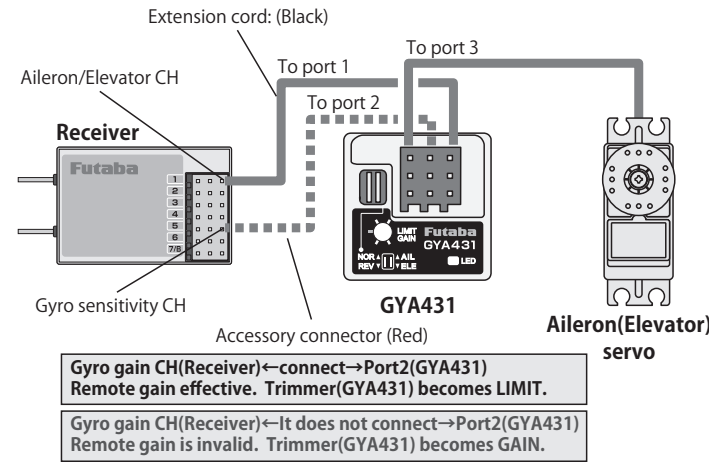 Extension cord: (Black)
To port 3
Aileron/Elevator CH
To port 1
To port 2
Receiver
Futaba
1
2
3
4
5
6
7/B
LIMIT
GAIN
Futaba
GYA431
NOR AIL
REV ELE
LED
Gyro sensitivity CH
GYA431
Accessory connector (Red)
Aileron(Elevator)
servo
Gyro gain CH(Receiver)←connect→Port2(GYA431)
Remote gain effective. Trimmer(GYA431) becomes LIMIT.
Gyro gain CH(Receiver)←It does not connect→Port2(GYA431)
Remote gain is invalid. Trimmer(GYA431) becomes GAIN.